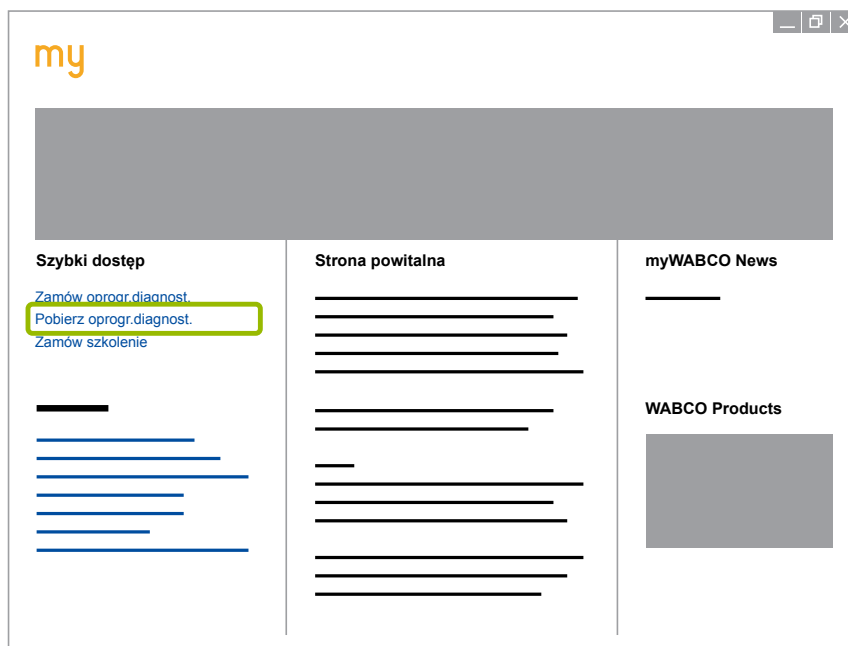 my
Szybki dostęp
Zamów oprogr.diagnost.
Pobierz oprogr.diagnost.
Zamów szkolenie
Strona powitalna
myWABCO News
WABCO Products